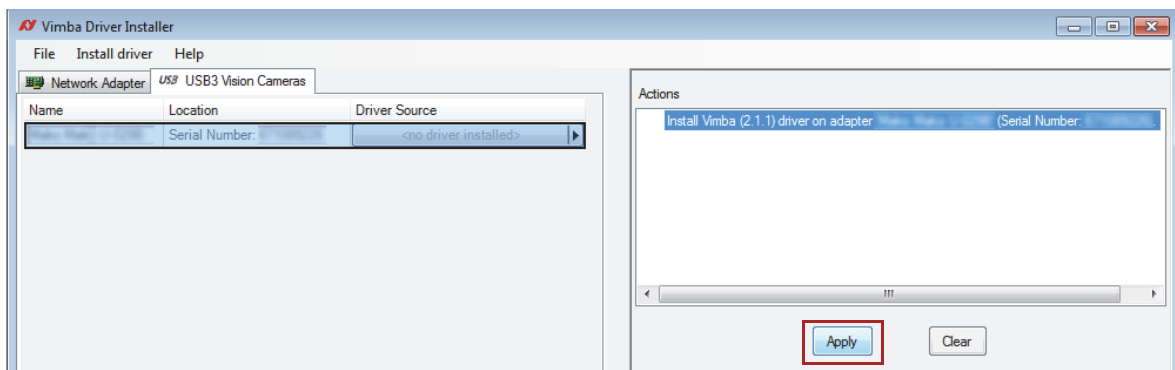 Vimba Driver Installer
File Install driver Help
Network Adapter USB USB3 Vision Cameras
Name Location Driver Source
Serial Number: <no driver installed>
Actions
Install Vimba (2.1.1) driver on adapter (Serial Number:
Apply Clear